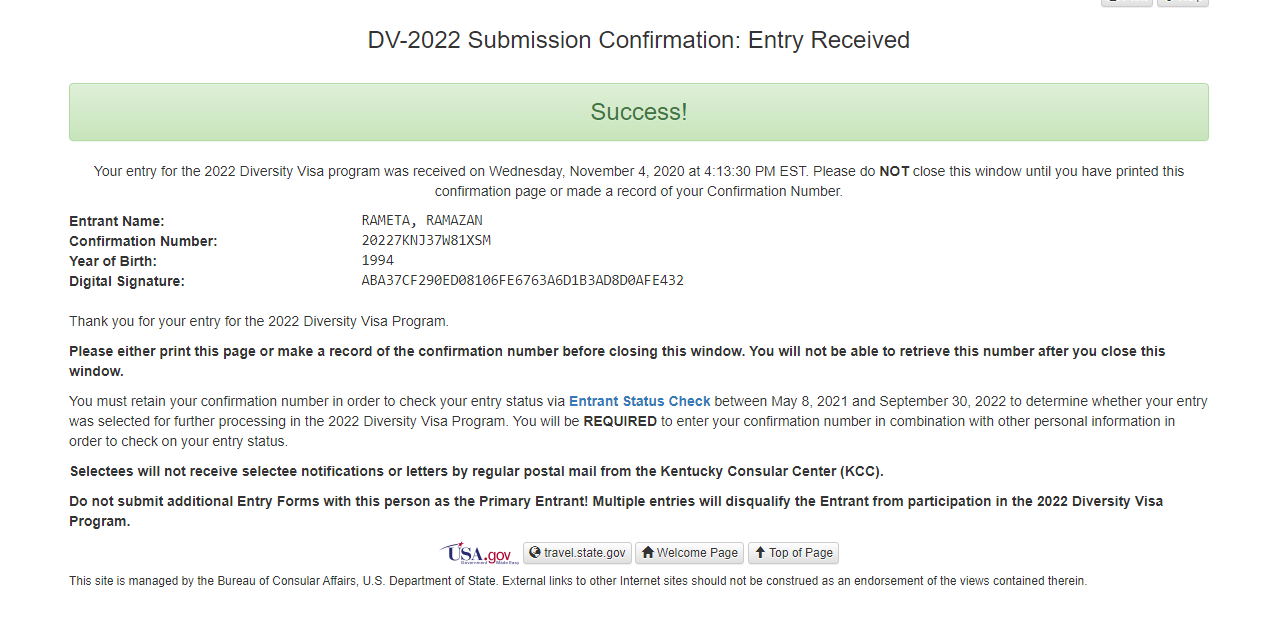 DV-2022 Submission Confirmation: Entry Received
Success!
Your entry for the 2022 Diversity Visa program was received on Wednesday, November 4, 2020 at 4:13:30 PM EST. Please do NOT close this window until you have printed this
confirmation page or made a record of your Confirmation Number.
Entrant Name: RAMETA, RAMAZAN
Confirmation Number: 20227KNJ37W81XSM
Year of Birth: 1994
Digital Signature: ABA37CF290ED08106FE6763A6D1B3AD8D0AFE432
Thank you for your entry for the 2022 Diversity Visa Program.
Please either print this page or make a record of the confirmation number before closing this window. You will not be able to retrieve this number after you close this
window.
You must retain your confirmation number in order to check your entry status via Entrant Status Check between May 8, 2021 and September 30, 2022 to determine whether your entry
was selected for further processing in the 2022 Diversity Visa Program. You will be REQUIRED to enter your confirmation number in combination with other personal information in
order to check on your entry status.
Selectees will not receive selectee notifications or letters by regular postal mail from the Kentucky Consular Center (KCC).
Do not submit additional Entry Forms with this person as the Primary Entrant! Multiple entries will disqualify the Entrant from participation in the 2022 Diversity Visa
Program.
USA.gov Government Made Easy travel.state.gov Welcome Page Top of Page
This site is managed by the Bureau of Consular Affairs, U.S. Department of State. External links to other Internet sites should not be construed as an endorsement of the views contained therein.